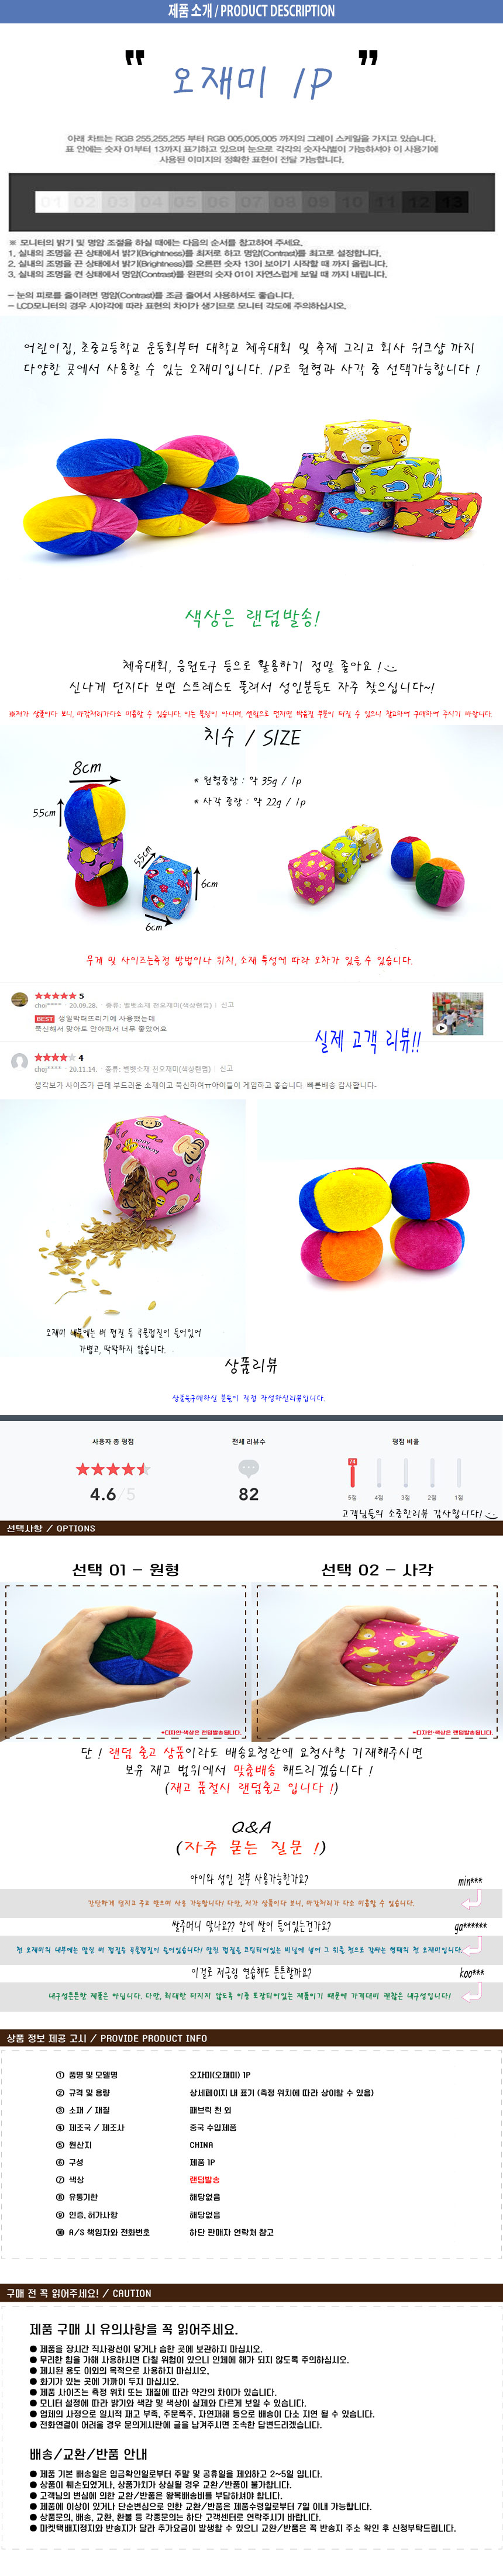 제품 소개 / PRODUCT DESCRIPTION
" 오재미 1P "
아래 차트는 RGB 255,255,255 부터 RGB 005,005,005 까지의 그레이 스케일을 가지고 있습니다.
표 안에는 숫자 01부터 13까지 표기하고 있으며 눈으로 각각의 숫자식별이 가능하셔야 이 사용기에
사용된 이미지의 정확한 표현이 전달 가능합니다.
01 02 03 04 05 06 07 08 09 10 11 12 13
※ 모니터의 밝기 및 명암 조절을 하실 때에는 다음의 순서를 참고하여 주세요.
1. 실내의 조명을 끈 상태에서 밝기(Brightness)를 최저로 하고 명암(Contrast)를 최고로 설정합니다.
2. 실내의 조명을 끈 상태에서 밝기(Brightness)를 오른편 숫자 13이 보이기 시작할 때 까지 올립니다.
3. 실내의 조명을 켠 상태에서 명암(Contrast)를 왼편의 숫자 01이 자연스럽게 보일 때 까지 내립니다.
- 눈의 피로를 줄이려면 명암(Contrast)를 조금 줄여서 사용하셔도 좋습니다.
- LCD모니터의 경우 시야각에 따라 표현의 차이가 생기므로 모니터 각도에 주의하십시오.
어린이집, 초중고등학교 운동회부터 대학교 체육대회 및 축제 그리고 회사 워크샵 까지
다양한 곳에서 사용할 수 있는 오재미입니다. 1P로 원형과 사각 중 선택가능합니다 !
색상은 랜덤발송!
체육대회, 응원도구 등으로 활용하기 정말 좋아요 !
신나게 던지다 보면 스트레스도 풀려서 성인분들도 자주 찾으십니다~!
※저가 상품이다 보니, 마감처리가다소 미흡할 수 있습니다. 이는 불량이 아니며, 센힘으로 던지면 박음질 부분이 터질 수 있으니 참고하여 구매하여 주시기 바랍니다.
치수 / SIZE
8cm
5.5cm
* 원형중량 : 약 35g / 1p
* 사각 중량 : 약 22g / 1p
5.5cm
6cm
6cm
무게 및 사이즈는측정 방법이나 위치, 소재 특성에 따라 오차가 있을 수 있습니다.
★★★★★ 5
choi**** · 20.09.28. · 종류: 벨벳소재 천오재미(색상랜덤) | 신고
BEST 생일박터뜨리기에 사용했는데
푹신해서 맞아도 안아파서 너무 좋았어요
실제 고객 리뷰!!
★★★★★ 4
choj**** · 20.11.14. · 종류: 벨벳소재 천오재미(색상랜덤) | 신고
생각보가 사이즈가 큰데 부드러운 소재이고 푹신하여ㅠ아이들이 게임하고 좋습니다. 빠른배송 감사합니다~
오재미 내부에는 벼 껍질 등 곡물껍질이 들어있어
가볍고, 딱딱하지 않습니다.
상품리뷰
상품을구매하신 분들이 직접 작성하신리뷰입니다.
사용자 총 평점
전체 리뷰수
평점 비율
4.6/5
82
5점 4점 3점 2점 1점
고객님들의 소중한리뷰 감사합니다!
선택사항 / OPTIONS
선택 01 - 원형
선택 02 - 사각
*디자인·색상은 랜덤발송됩니다.
*디자인·색상은 랜덤발송됩니다.
단 ! 랜덤 출고 상품이라도 배송요청란에 요청사항 기재해주시면
보유 재고 범위에서 맞춤배송 해드리겠습니다 !
(재고 품절시 랜덤출고 입니다 !)
Q&A
(자주 묻는 질문 !)
아이와 성인 전부 사용가능한가요?
min***
간단하게 던지고 주고 받으며 사용 가능합니다! 다만, 저가 상품이다 보니, 마감처리가 다소 미흡할 수 있습니다.
쌀주머니 맞나요?? 안에 쌀이 들어있는건가요?
ga******
천 오재미의 내부에는 말린 벼 껍질등 곡물껍질이 들어있습니다! 말린 껍질을 코팅되어있는 비닐에 넣어 그 위를 천으로 감싸는 형태의 천 오재미입니다.
이걸로 저글링 연습해도 튼튼할까요?
koo***
내구성튼튼한 제품은 아닙니다. 다만, 최대한 터지지 않도록 이중 포장되어있는 제품이기 때문에 가격대비 괜찮은 내구성입니다!
상품 정보 제공 고시 / PROVIDE PRODUCT INFO
① 품명 및 모델명 오자미(오재미) 1P
② 규격 및 용량 상세페이지 내 표기 (측정 위치에 따라 상이할 수 있음)
③ 소재 / 재질 패브릭 천 외
④ 제조국 / 제조사 중국 수입제품
⑤ 원산지 CHINA
⑥ 구성 제품 1P
⑦ 색상 랜덤발송
⑧ 유통기한 해당없음
⑨ 인증, 허가사항 해당없음
⑩ A/S 책임자와 전화번호 하단 판매자 연락처 참고
구매 전 꼭 읽어주세요! / CAUTION
제품 구매 시 유의사항을 꼭 읽어주세요.
● 제품을 장시간 직사광선이 닿거나 습한 곳에 보관하지 마십시오.
● 무리한 힘을 가해 사용하시면 다칠 위험이 있으니 인체에 해가 되지 않도록 주의하십시오.
● 제시된 용도 이외의 목적으로 사용하지 마십시오.
● 화기가 있는 곳에 가까이 두지 마십시오.
● 제품 사이즈는 측정 위치 또는 재질에 따라 약간의 차이가 있습니다.
● 모니터 설정에 따라 밝기와 색감 및 색상이 실제와 다르게 보일 수 있습니다.
● 업체의 사정으로 일시적 재고 부족, 주문폭주, 자연재해 등으로 배송이 다소 지연 될 수 있습니다.
● 전화연결이 어려울 경우 문의게시판에 글을 남겨주시면 조속한 답변드리겠습니다.
배송/교환/반품 안내
● 제품 기본 배송일은 입금확인일로부터 주말 및 공휴일을 제외하고 2~5일 입니다.
● 상품이 훼손되었거나, 상품가치가 상실될 경우 교환/반품이 불가합니다.
● 고객님의 변심에 의한 교환/반품은 왕복배송비를 부담하셔야 합니다.
● 제품에 이상이 있거나 단순변심으로 인한 교환/반품은 제품수령일로부터 7일 이내 가능합니다.
● 상품문의, 배송, 교환, 환불 등 각종문의는 하단 고객센터로 연락주시기 바랍니다.
● 마켓택배지정지와 반송지가 달라 추가요금이 발생할 수 있으니 교환/반품은 꼭 반송지 주소 확인 후 신청부탁드립니다.